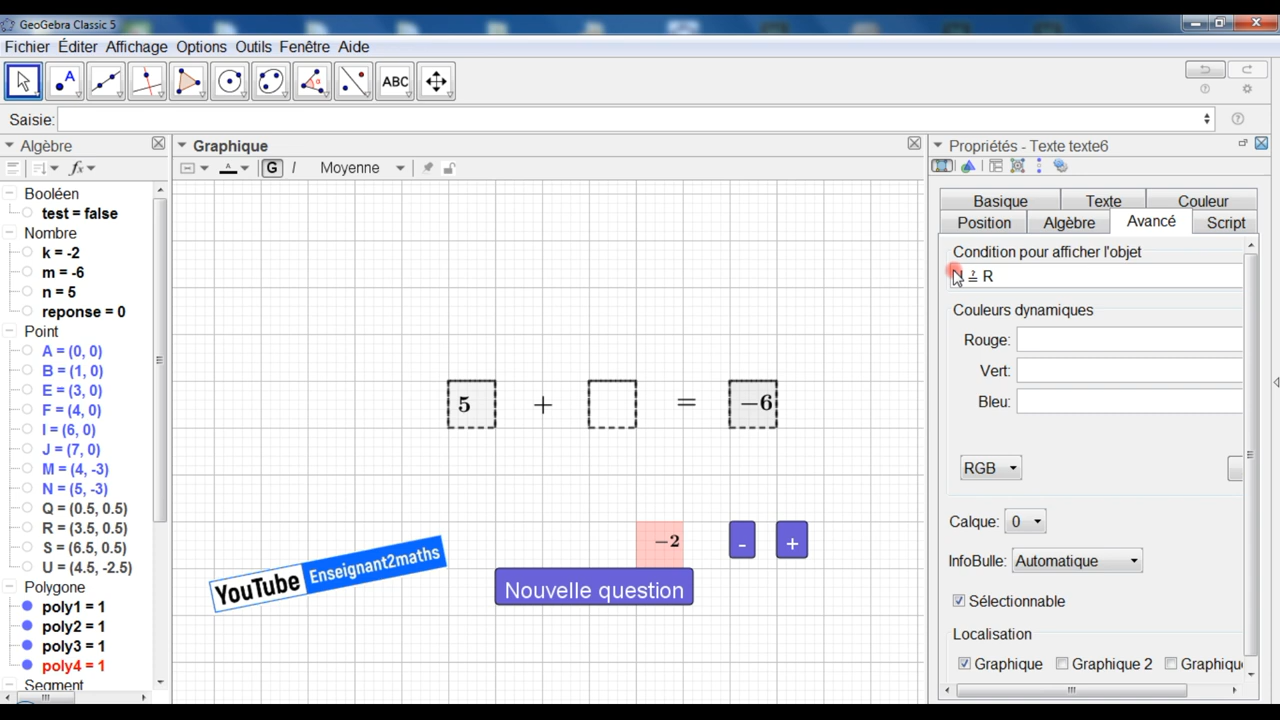 GeoGebra Classic 5
Fichier Éditer Affichage Options Outils Fenêtre Aide
ABC
Saisie:
Algèbre
Graphique
Propriétés - Texte texte6
G I Moyenne
Booléen
test = false
Nombre
k = -2
m = -6
n = 5
reponse = 0
Point
A = (0, 0)
B = (1, 0)
E = (3, 0)
F = (4, 0)
I = (6, 0)
J = (7, 0)
M = (4, -3)
N = (5, -3)
Q = (0.5, 0.5)
R = (3.5, 0.5)
S = (6.5, 0.5)
U = (4.5, -2.5)
Polygone
poly1 = 1
poly2 = 1
poly3 = 1
poly4 = 1
Segment
5 + = −6
−2
- +
YouTube Enseignant2maths
Nouvelle question
Basique Texte Couleur
Position Algèbre Avancé Script
Condition pour afficher l'objet
≟ R
Couleurs dynamiques
Rouge:
Vert:
Bleu:
RGB
Calque: 0
InfoBulle: Automatique
Sélectionnable
Localisation
Graphique Graphique 2 Graphiqu